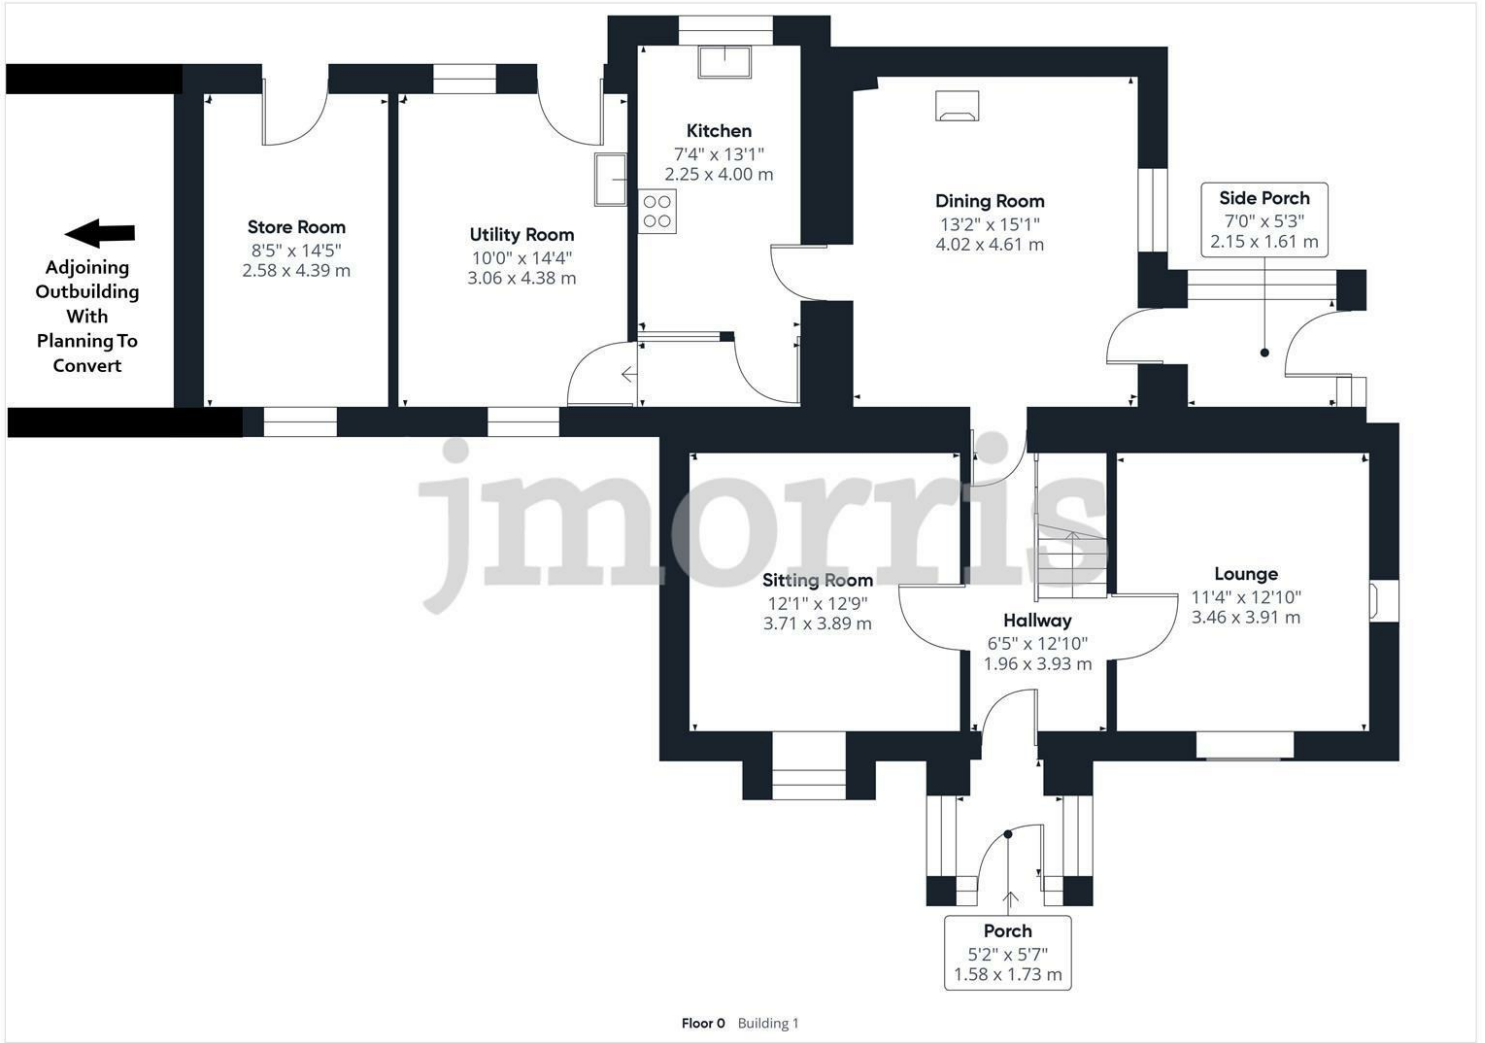 Kitchen
7'4" x 13'1"
2.25 x 4.00 m
Dining Room
13'2" x 15'1"
4.02 x 4.61 m
Side Porch
7'0" x 5'3"
2.15 x 1.61 m
Store Room
8'5" x 14'5"
2.58 x 4.39 m
Utility Room
10'0" x 14'4"
3.06 x 4.38 m
Adjoining
Outbuilding
With
Planning To
Convert
jmorris
Sitting Room
12'1" x 12'9"
3.71 x 3.89 m
Hallway
6'5" x 12'10"
1.96 x 3.93 m
Lounge
11'4" x 12'10"
3.46 x 3.91 m
Porch
5'2" x 5'7"
1.58 x 1.73 m
Floor 0 Building 1